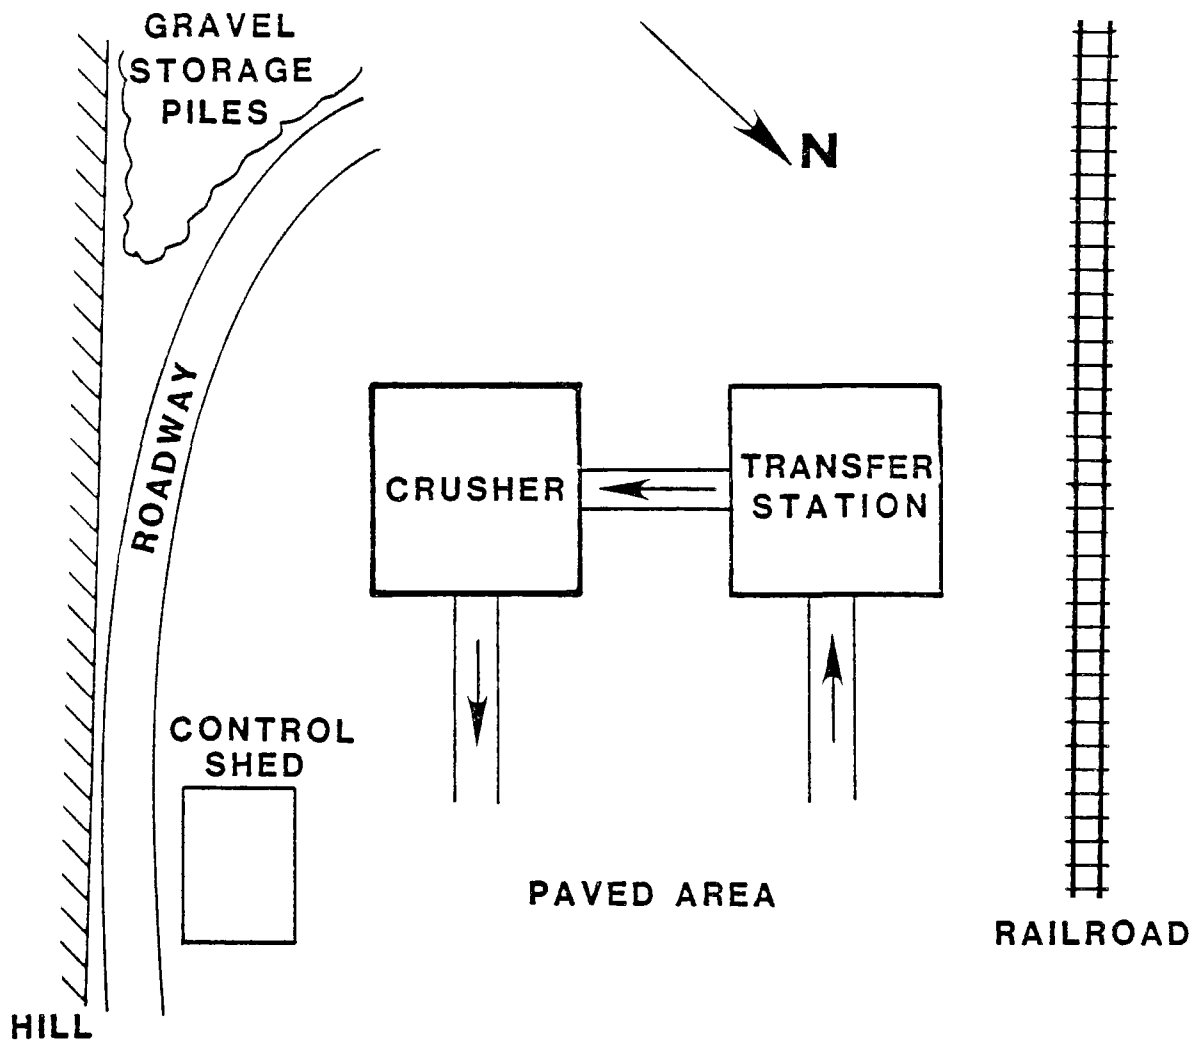 GRAVEL
STORAGE
PILES
N
ROADWAY
CRUSHER
TRANSFER
STATION
CONTROL
SHED
PAVED AREA
RAILROAD
HILL